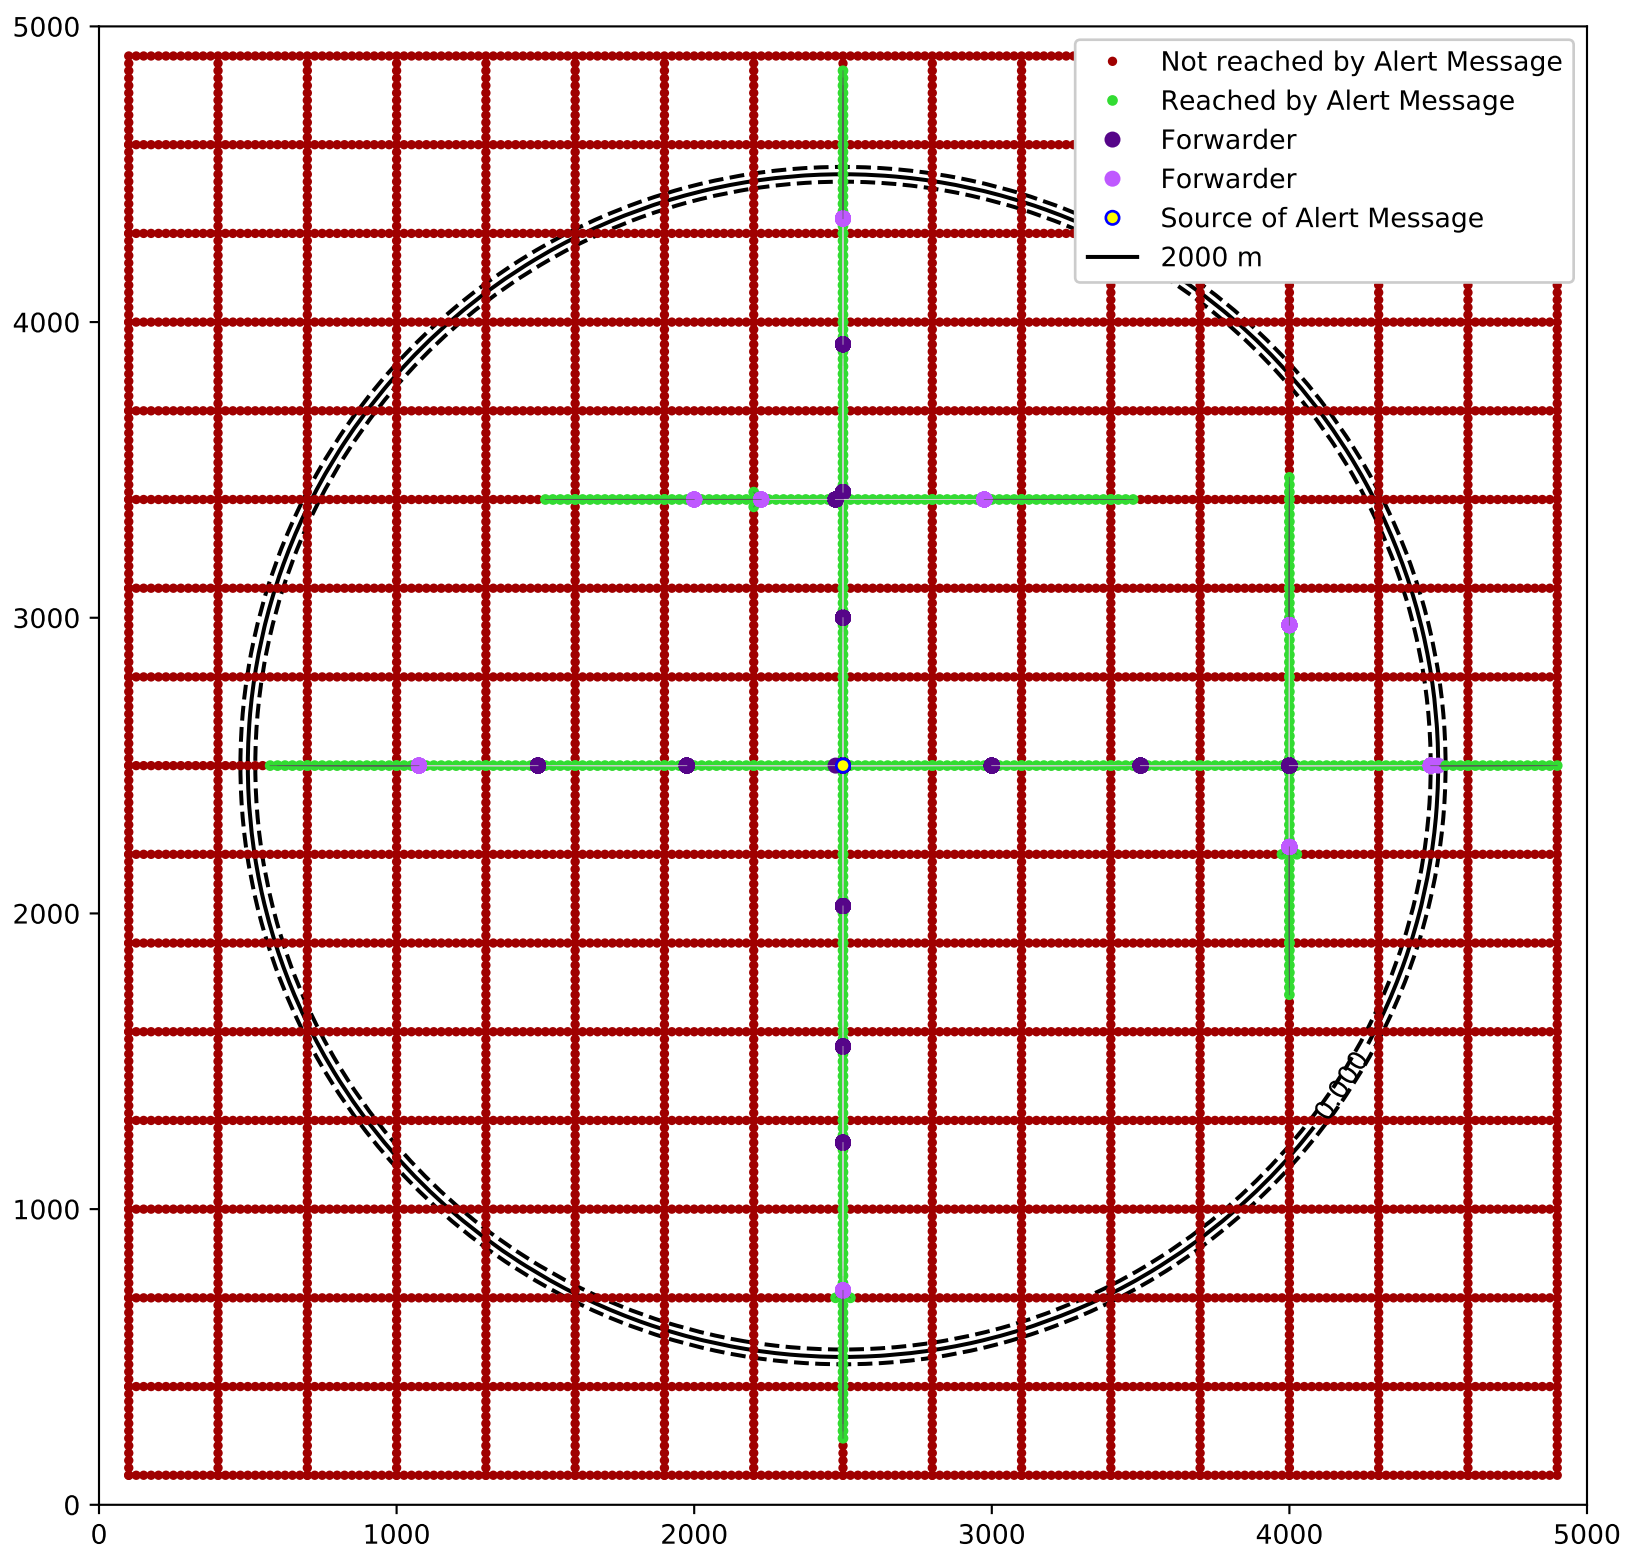 5000
4000
3000
2000
1000
0
0 1000 2000 3000 4000 5000
Not reached by Alert Message
Reached by Alert Message
Forwarder
Forwarder
Source of Alert Message
2000 m